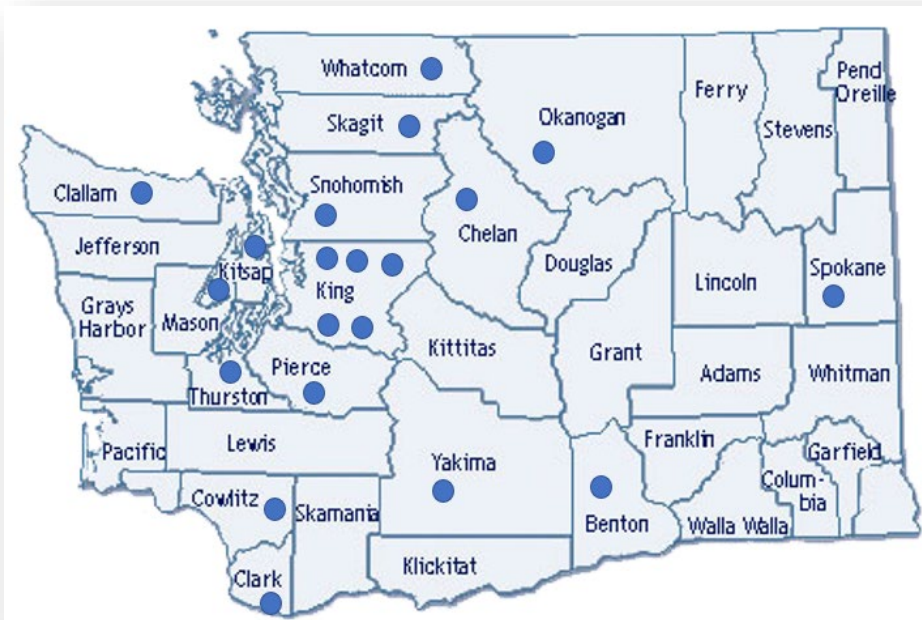 Whatcom
Skagit
Snohomish
Clallam
Jefferson
Kitsap
King
Grays
Harbor
Mason
Pierce
Thurston
Pacific
Lewis
Cowlitz
Skamania
Clark
Okanogan
Chelan
Douglas
Kittitas
Grant
Yakima
Klickitat
Benton
Ferry
Stevens
Pend
Oreille
Lincoln
Spokane
Adams
Whitman
Franklin
Garfield
Colum-
bia
Walla Walla